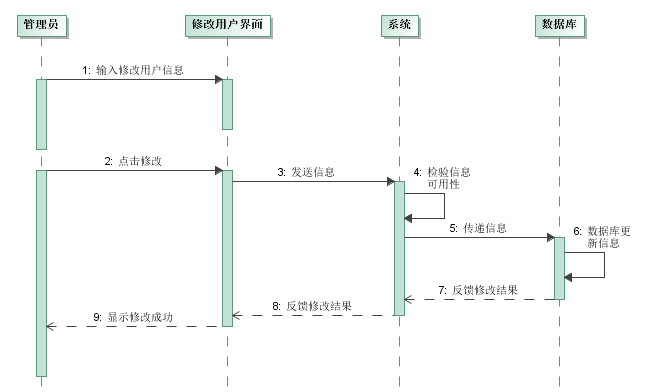 管理员
修改用户界面
系统
数据库
1: 输入修改用户信息
2: 点击修改
3: 发送信息
4: 检验信息
可用性
5: 传递信息
6: 数据库更
新信息
7: 反馈修改结果
8: 反馈修改结果
9: 显示修改成功